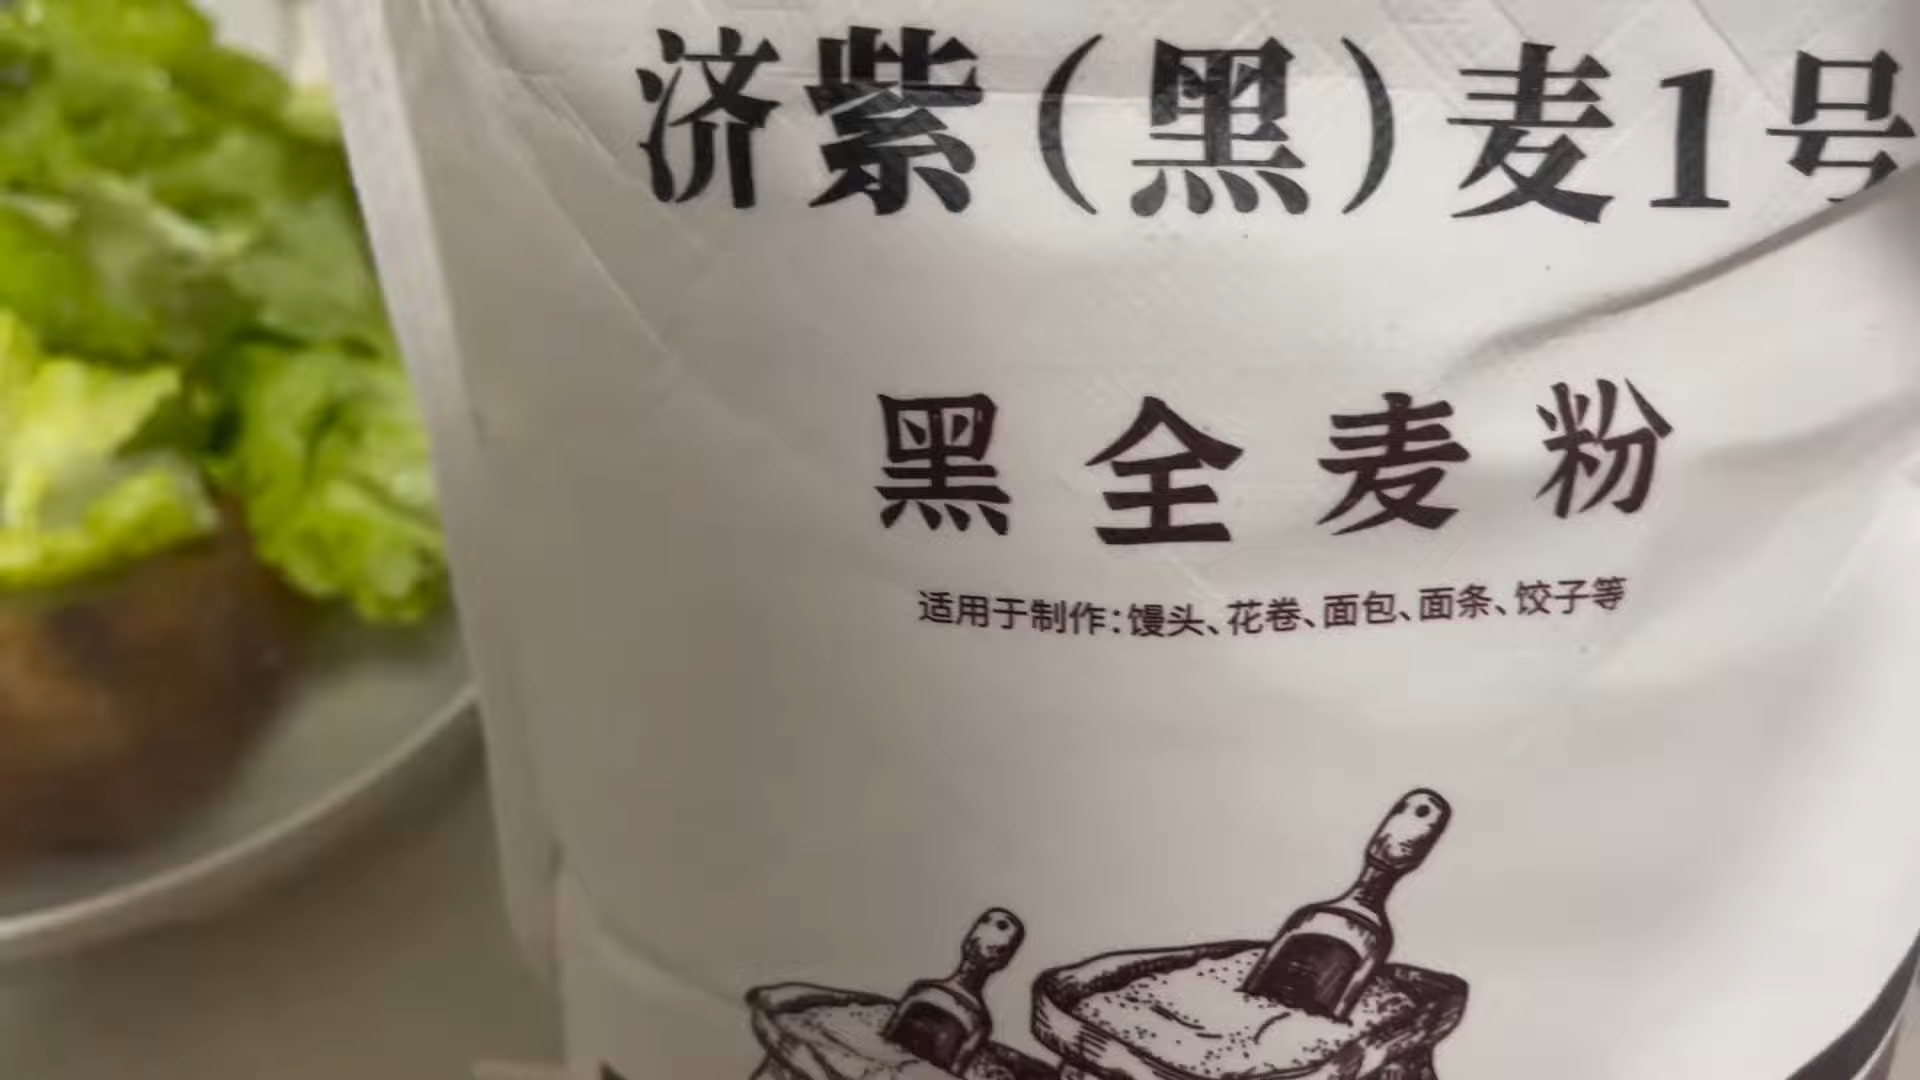 济紫（黑）麦1号
黑全麦粉
适用于制作：馒头、花卷、面包、面条、饺子等